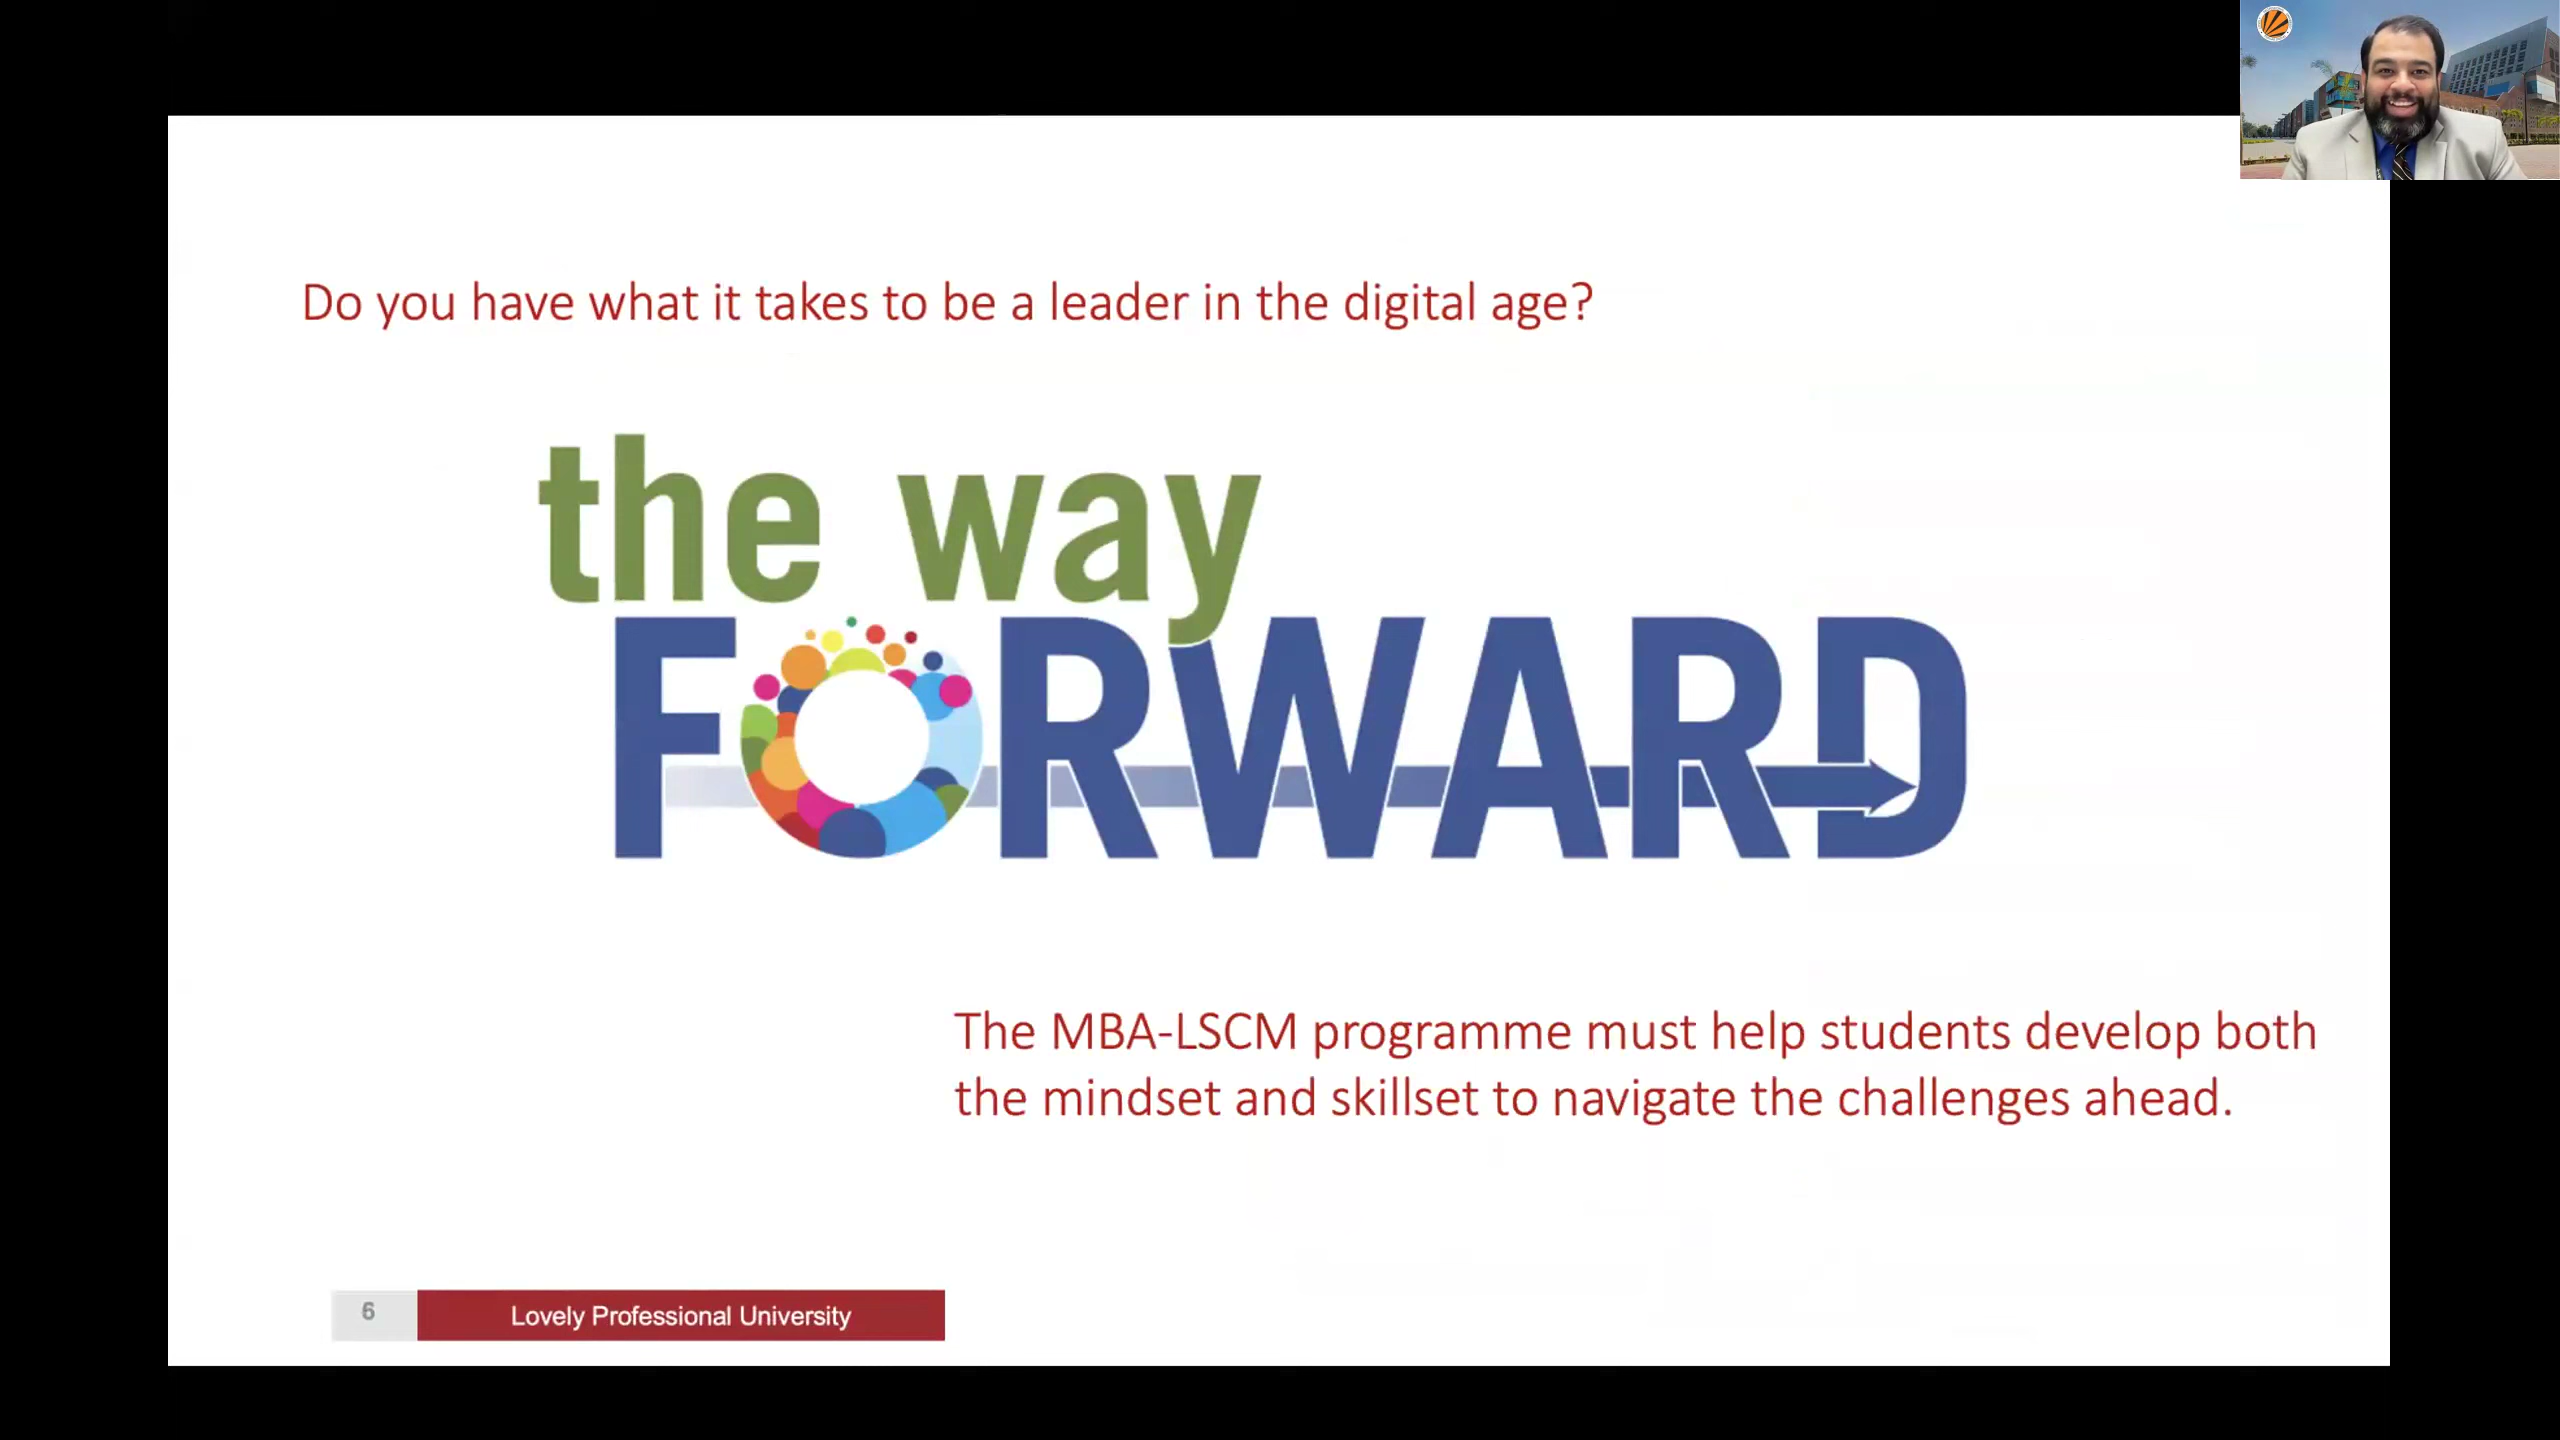 Do you have what it takes to be a leader in the digital age?
the way
FORWARD
The MBA-LSCM programme must help students develop both
the mindset and skillset to navigate the challenges ahead.
6
Lovely Professional University